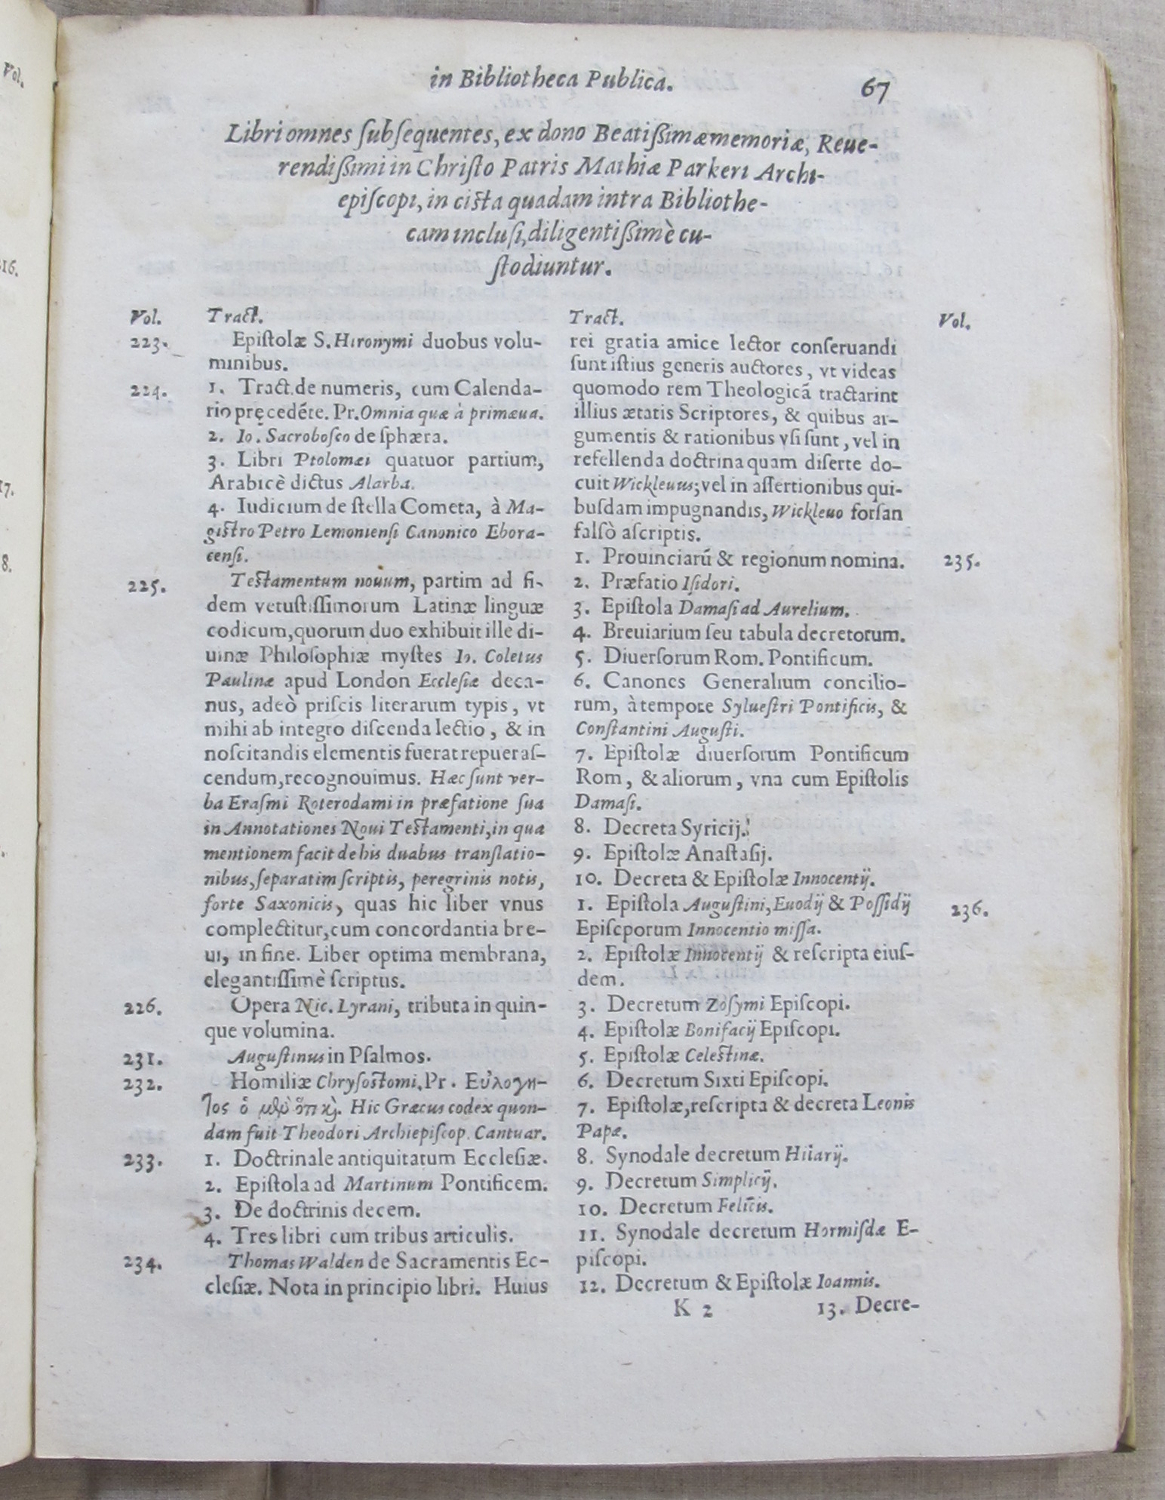 in Bibliotheca Publica. 67
Libri omnes ſubſequentes, ex dono Beatiſſimæ memoriæ, Reue-
rendiſſimi in Chriſto Patris Mathiæ Parkeri Archi-
epiſcopi, in ciſta quadam intra Bibliothe-
cam incluſi, diligentiſſimè cu-
ſtodiuntur.
Vol. Tract.
223. Epiſtolæ S. Hironymi duobus volu-
minibus.
224. 1. Tract. de numeris, cum Calenda-
rio pręcedẽte. Pr. Omnia quæ à primæua.
2. Io. Sacroboſco de ſphæra.
3. Libri Ptolomæi quatuor partium,
Arabicè dictus Alarba.
4. Iudicium de ſtella Cometa, à Ma-
giſtro Petro Lemonienſi Canonico Ebora-
cenſi.
225. Teſtamentum nouum, partim ad fi-
dem vetuſtiſſimorum Latinæ linguæ
codicum, quorum duo exhibuit ille di-
uinæ Philoſophiæ myſtes Io. Coletus
Paulinæ apud London Eccleſiæ deca-
nus, adeò priſcis literarum typis, vt
mihi ab integro diſcenda lectio, & in
noſcitandis elementis fuerat repueraſ-
cendum, recognouimus. Hæc ſunt ver-
ba Eraſmi Roterodami in præfatione ſua
in Annotationes Noui Teſtamenti, in qua
mentionem facit de his duabus tranſlatio-
nibus, ſeparatim ſcriptis, peregrinis notis,
forte Saxonicis, quas hic liber vnus
complectitur, cum concordantia bre-
ui, in fine. Liber optima membrana,
elegantiſſimè ſcriptus.
226. Opera Nic. Lyrani, tributa in quin-
que volumina.
231. Auguſtinus in Pſalmos.
232. Homiliæ Chryſoſtomi, Pr. Εὐλογη-
Hic Græcus codex quon-
dam fuit Theodori Archiepiſcop. Cantuar.
233. 1. Doctrinale antiquitatum Eccleſiæ.
2. Epiſtola ad Martinum Pontificem.
3. De doctrinis decem.
4. Tres libri cum tribus articulis.
234. Thomas Walden de Sacramentis Ec-
cleſiæ. Nota in principio libri. Huius
Tract. Vol.
rei gratia amice lector conſeruandi
ſunt iſtius generis auctores, vt videas
quomodo rem Theologicã tractarint
illius ætatis Scriptores, & quibus ar-
gumentis & rationibus vſi ſunt, vel in
refellenda doctrina quam diſerte do-
cuit Wickleuus; vel in aſſertionibus qui-
buſdam impugnandis, Wickleuo forſan
falſò aſcriptis.
1. Prouinciarũ & regionum nomina. 235.
2. Præfatio Iſidori.
3. Epiſtola Damaſi ad Aurelium.
4. Breuiarium ſeu tabula decretorum.
5. Diuerſorum Rom. Pontificum.
6. Canones Generalium concilio-
rum, à tempore Sylueſtri Pontificis, &
Conſtantini Auguſti.
7. Epiſtolæ diuerſorum Pontificum
Rom, & aliorum, vna cum Epiſtolis
Damaſi.
8. Decreta Syricij.
9. Epiſtolæ Anaſtaſij.
10. Decreta & Epiſtolæ Innocentij.
1. Epiſtola Auguſtini, Euodij & Poſſidij 236.
Epiſcporum Innocentio miſſa.
2. Epiſtolæ Innocentij & reſcripta eiuſ-
dem.
3. Decretum Zoſymi Epiſcopi.
4. Epiſtolæ Bonifacij Epiſcopi.
5. Epiſtolæ Celeſtinæ.
6. Decretum Sixti Epiſcopi.
7. Epiſtolæ, reſcripta & decreta Leonis
Papæ.
8. Synodale decretum Hilarij.
9. Decretum Simplicij.
10. Decretum Felicis.
11. Synodale decretum Hormiſdæ E-
piſcopi.
12. Decretum & Epiſtolæ Ioannis.
K 2 13. Decre-